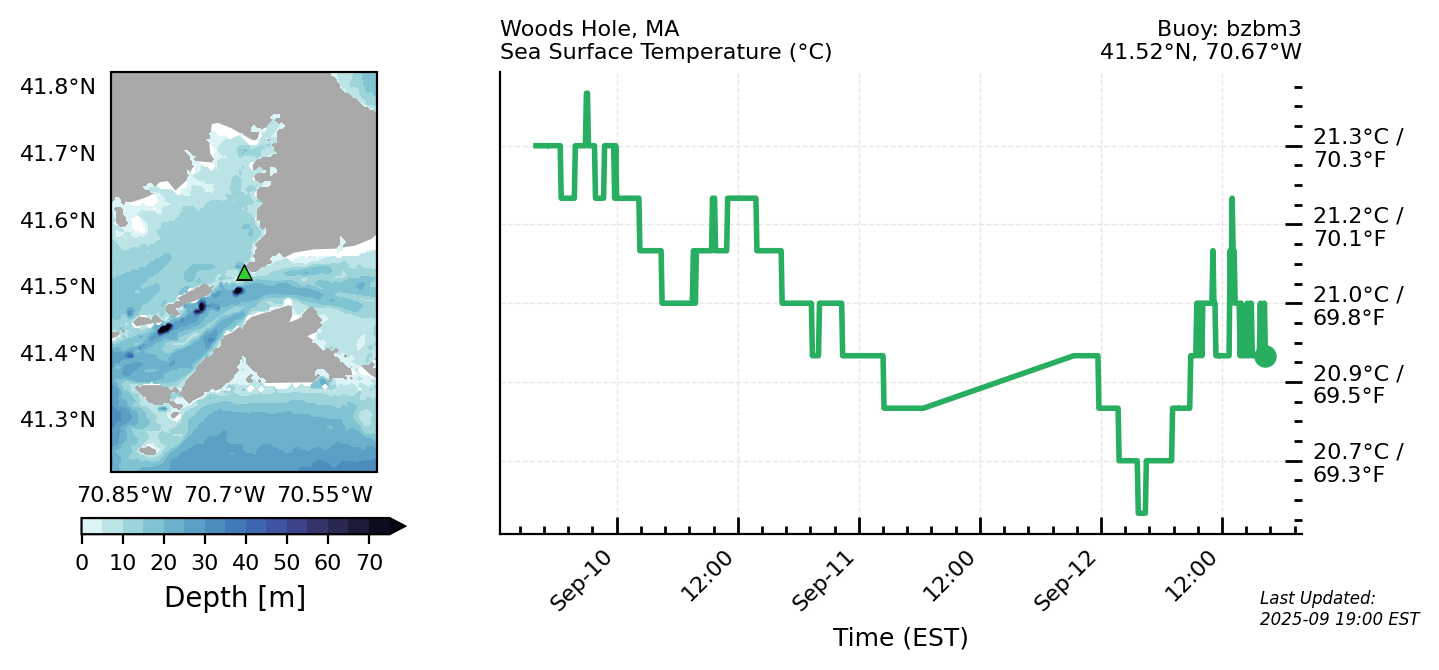 Woods Hole, MA
Sea Surface Temperature (°C)
Buoy: bzbm3
41.52°N, 70.67°W
41.8°N
41.7°N
41.6°N
41.5°N
41.4°N
41.3°N
70.85°W 70.7°W 70.55°W
0 10 20 30 40 50 60 70
Depth [m]
21.3°C /
70.3°F
21.2°C /
70.1°F
21.0°C /
69.8°F
20.9°C /
69.5°F
20.7°C /
69.3°F
Sep-10 12:00 Sep-11 12:00 Sep-12 12:00
Time (EST)
Last Updated:
2025-09 19:00 EST